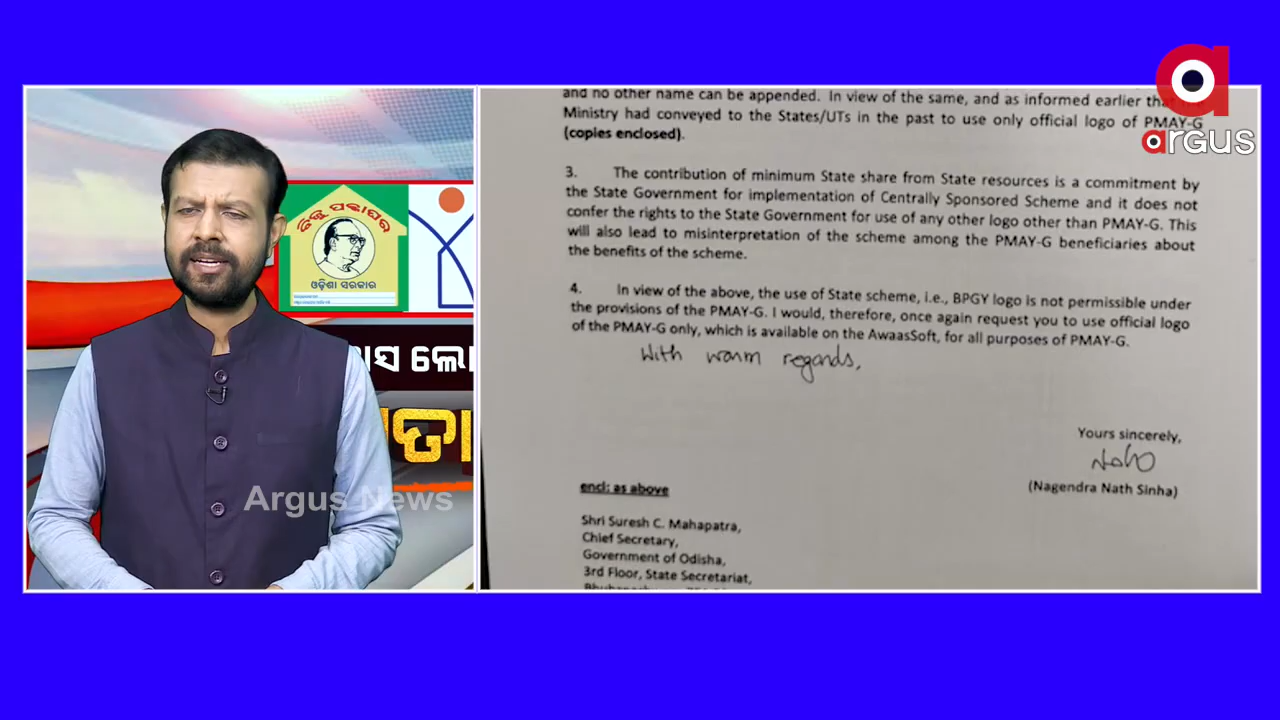 argus
ବିଜୁ ପକ୍କାଘର
ଓଡ଼ିଶା ସରକାର
ାସ ଲୋ
Argus News
and no other name can be appended. In view of the same, and as informed earlier that
Ministry had conveyed to the States/UTs in the past to use only official logo of PMAY-G
(copies enclosed).
3. The contribution of minimum State share from State resources is a commitment by
the State Government for implementation of Centrally Sponsored Scheme and it does not
confer the rights to the State Government for use of any other logo other than PMAY-G. This
will also lead to misinterpretation of the scheme among the PMAY-G beneficiaries about
the benefits of the scheme.
4. In view of the above, the use of State scheme, i.e., BPGY logo is not permissible under
the provisions of the PMAY-G. I would, therefore, once again request you to use official logo
of the PMAY-G only, which is available on the AwaasSoft, for all purposes of PMAY-G.
With warm regards,
Yours sincerely,
(Nagendra Nath Sinha)
encl: as above
Shri Suresh C. Mahapatra,
Chief Secretary,
Government of Odisha,
3rd Floor, State Secretariat,